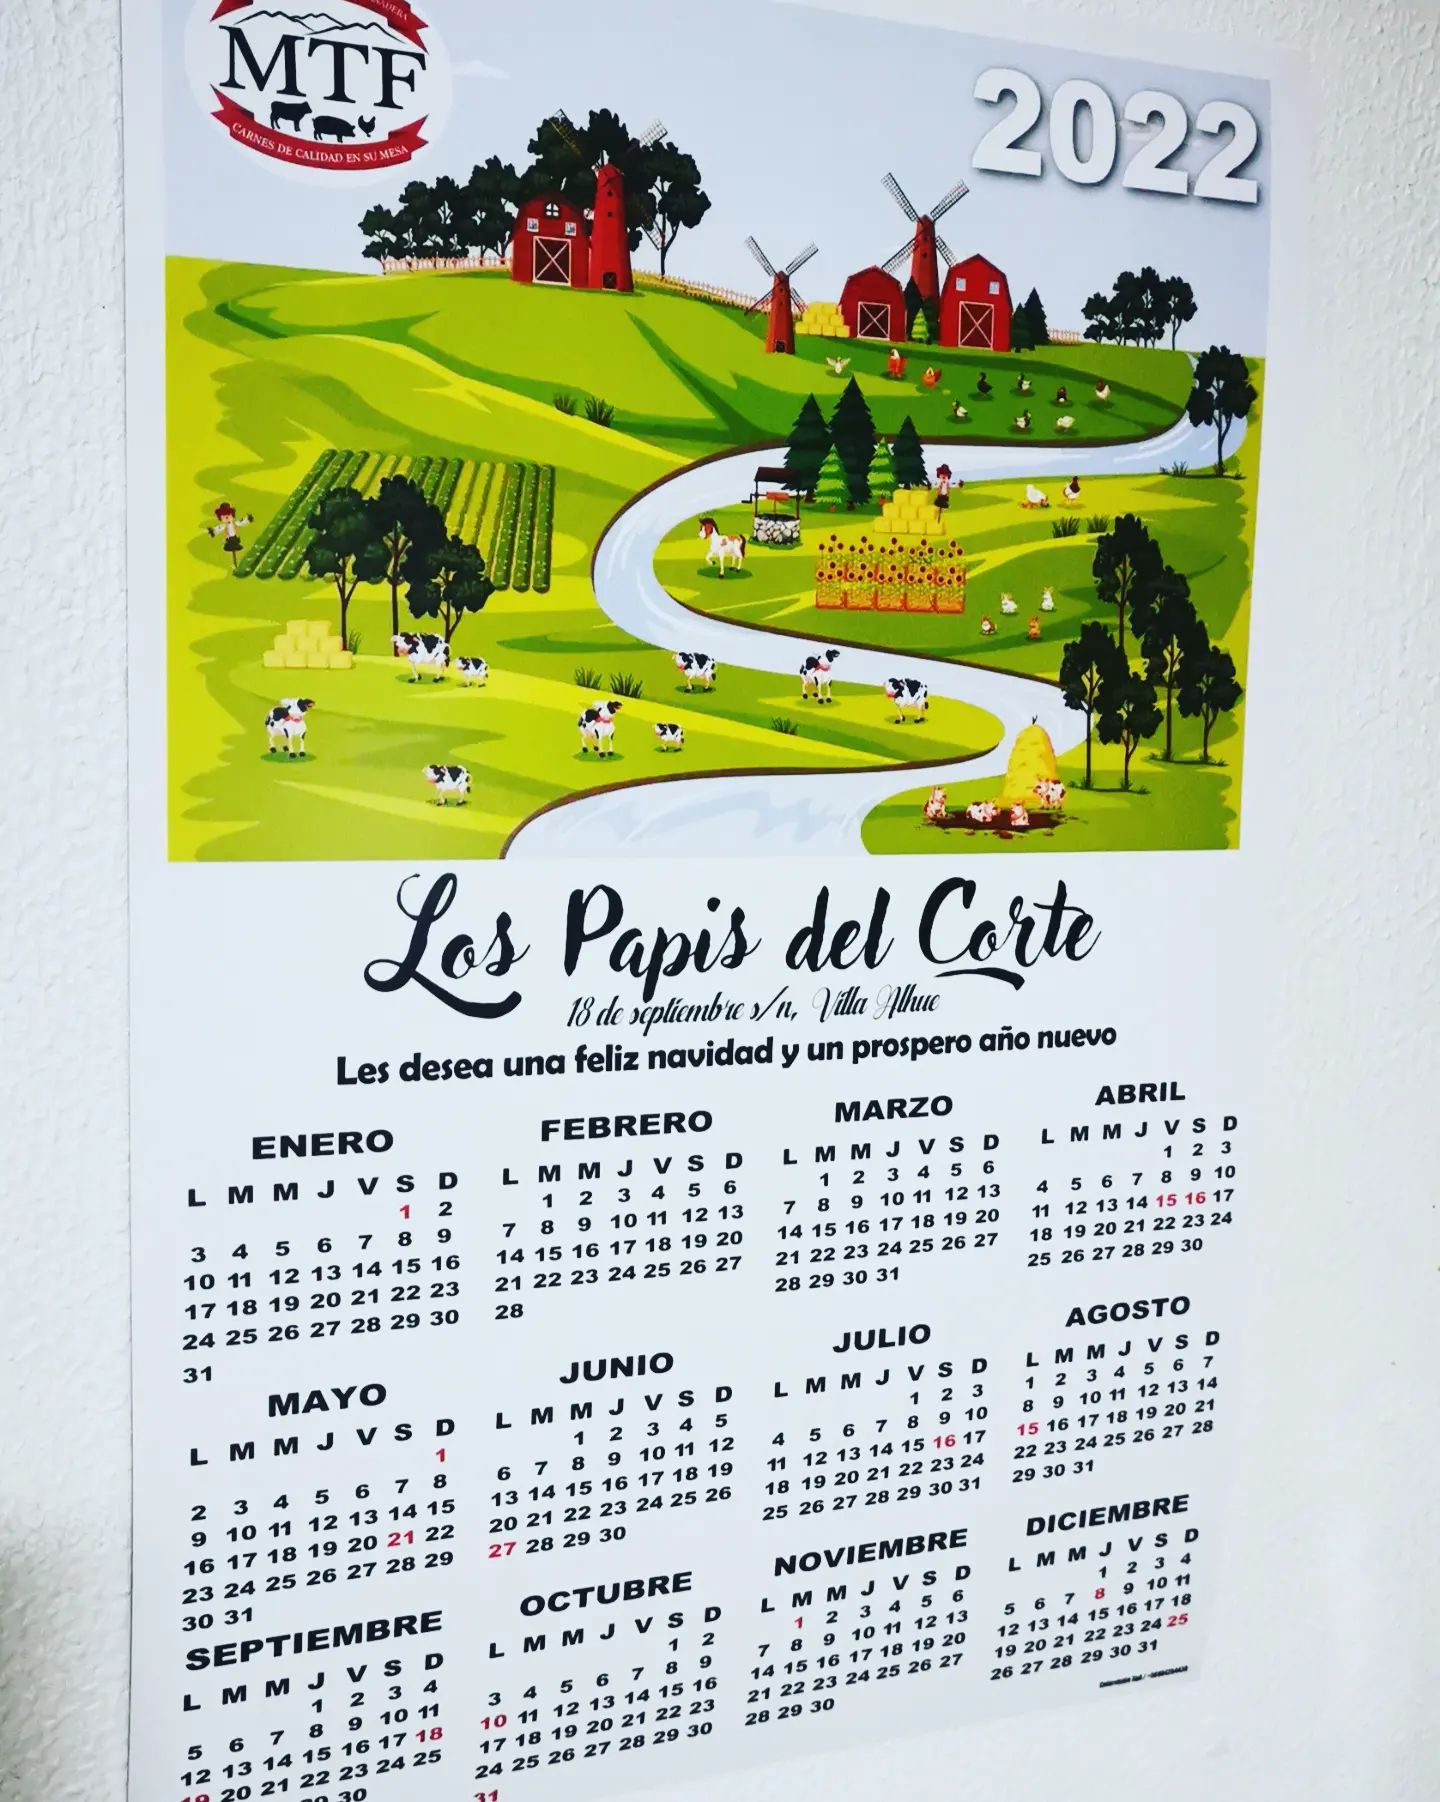 GANADERA
MTF
CARNES DE CALIDAD EN SU MESA
2022
Los Papis del Corte
18 de septiembre s/n, Villa Alhue
Les desea una feliz navidad y un prospero año nuevo
ENERO
L M M J V S D
1 2
3 4 5 6 7 8 9
10 11 12 13 14 15 16
17 18 19 20 21 22 23
24 25 26 27 28 29 30
31
FEBRERO
L M M J V S D
1 2 3 4 5 6
7 8 9 10 11 12 13
14 15 16 17 18 19 20
21 22 23 24 25 26 27
28
MARZO
L M M J V S D
1 2 3 4 5 6
7 8 9 10 11 12 13
14 15 16 17 18 19 20
21 22 23 24 25 26 27
28 29 30 31
ABRIL
L M M J V S D
1 2 3
4 5 6 7 8 9 10
11 12 13 14 15 16 17
18 19 20 21 22 23 24
25 26 27 28 29 30
MAYO
L M M J V S D
1
2 3 4 5 6 7 8
9 10 11 12 13 14 15
16 17 18 19 20 21 22
23 24 25 26 27 28 29
30 31
JUNIO
L M M J V S D
1 2 3 4 5
6 7 8 9 10 11 12
13 14 15 16 17 18 19
20 21 22 23 24 25 26
27 28 29 30
JULIO
L M M J V S D
1 2 3
4 5 6 7 8 9 10
11 12 13 14 15 16 17
18 19 20 21 22 23 24
25 26 27 28 29 30 31
AGOSTO
L M M J V S D
1 2 3 4 5 6 7
8 9 10 11 12 13 14
15 16 17 18 19 20 21
22 23 24 25 26 27 28
29 30 31
SEPTIEMBRE
L M M J V S D
1 2 3 4
5 6 7 8 9 10 11
12 13 14 15 16 17 18
19 20 21 22 23 24 25
29 30
OCTUBRE
L M M J V S D
1 2
3 4 5 6 7 8 9
10 11 12 13 14 15 16
17 18 19 20 21 22 23
24 25 26 27 28 29 30
31
NOVIEMBRE
L M M J V S D
1 2 3 4 5 6
7 8 9 10 11 12 13
14 15 16 17 18 19 20
21 22 23 24 25 26 27
28 29 30
DICIEMBRE
L M M J V S D
1 2 3 4
5 6 7 8 9 10 11
12 13 14 15 16 17 18
19 20 21 22 23 24 25
26 27 28 29 30 31